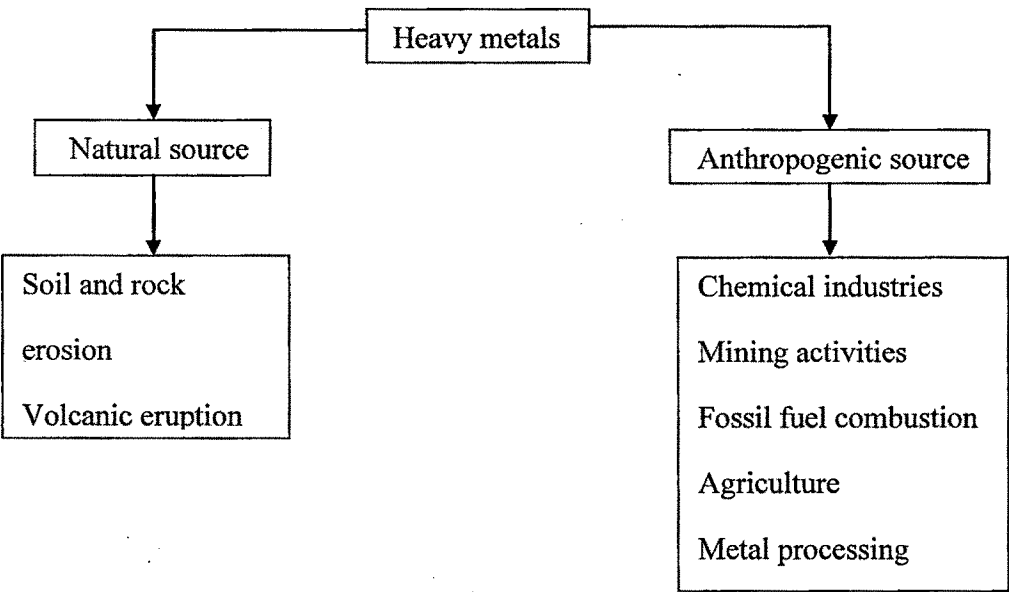 Heavy metals
Natural source
Anthropogenic source
Soil and rock
erosion
Volcanic eruption
Chemical industries
Mining activities
Fossil fuel combustion
Agriculture
Metal processing